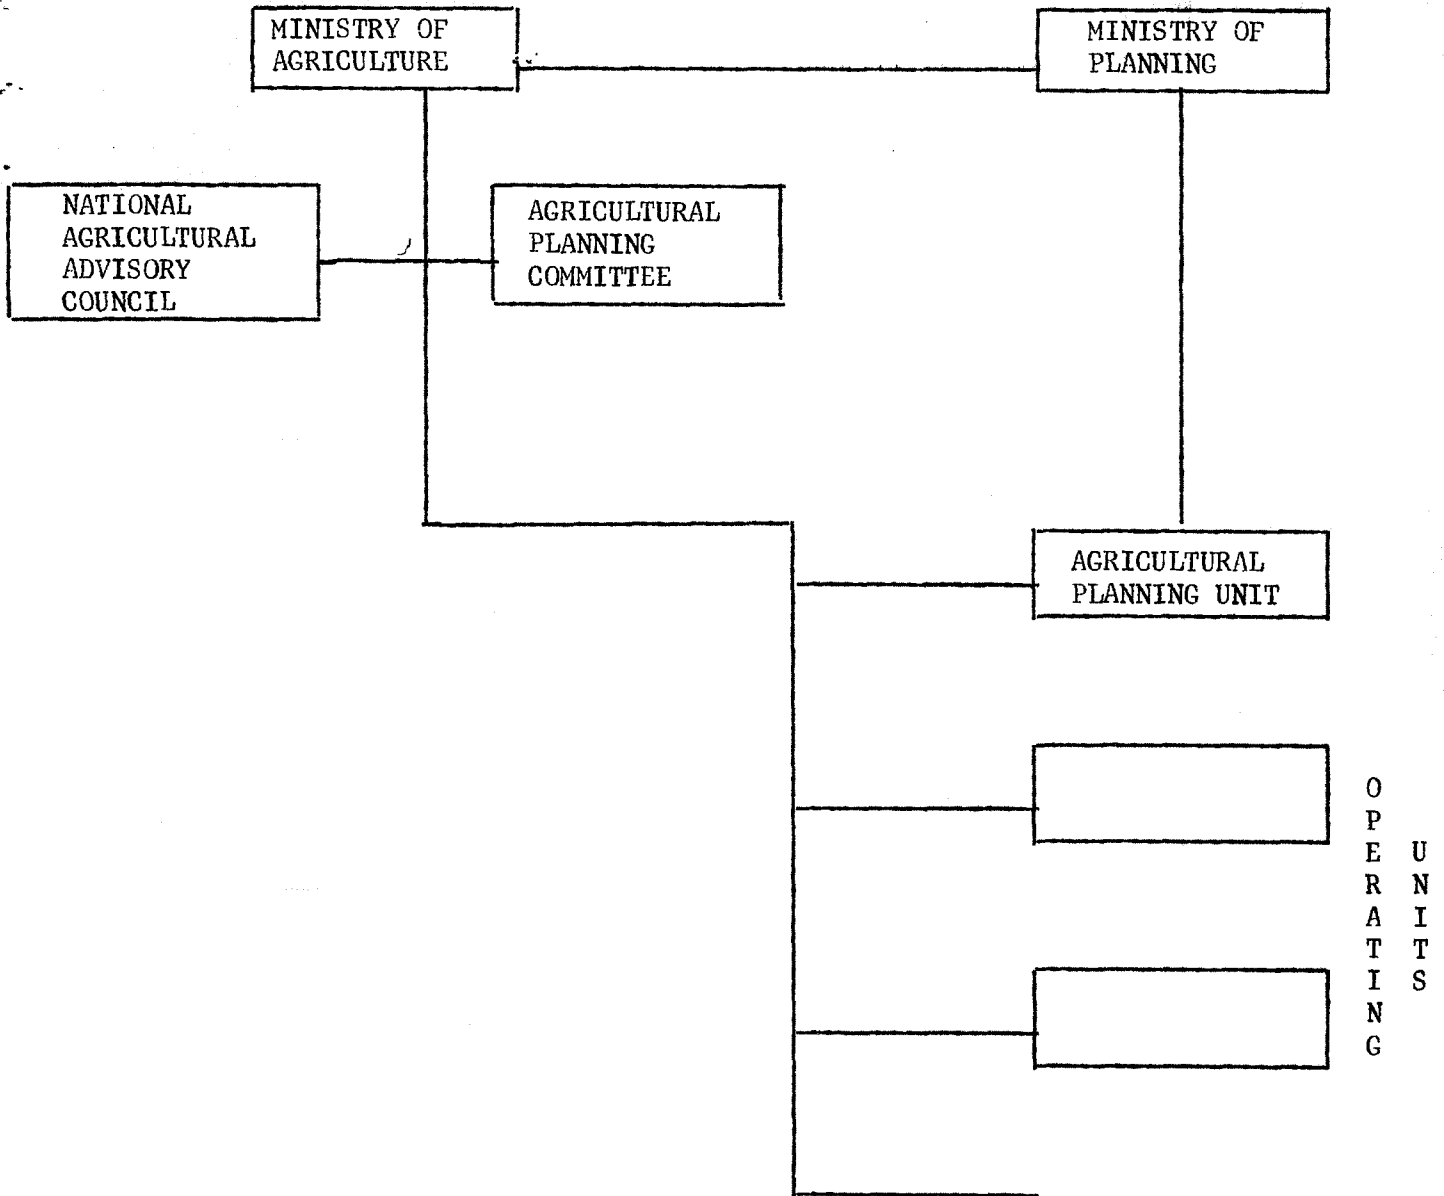 MINISTRY OF
AGRICULTURE
MINISTRY OF
PLANNING
NATIONAL
AGRICULTURAL
ADVISORY
COUNCIL
AGRICULTURAL
PLANNING
COMMITTEE
AGRICULTURAL
PLANNING UNIT
OPERATING
UNITS